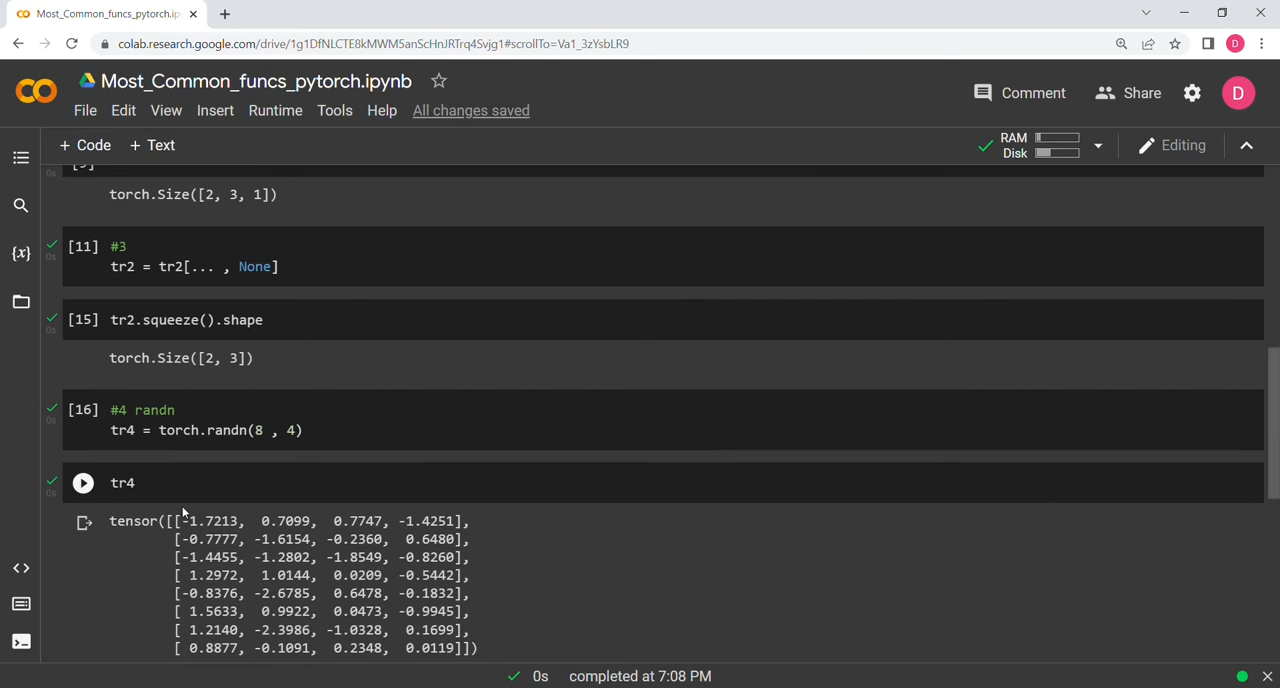 Most_Common_funcs_pytorch.ip
colab.research.google.com/drive/1g1DfNLCTE8kMWM5anScHnJRTrq4Svjg1#scrollTo=Va1_3zYsbLR9
D
Most_Common_funcs_pytorch.ipynb
Comment
Share
D
File Edit View Insert Runtime Tools Help All changes saved
+ Code + Text
RAM
Disk
Editing
0s
torch.Size([2, 3, 1])
0s
[11] #3
tr2 = tr2[... , None]
0s
[15] tr2.squeeze().shape
torch.Size([2, 3])
0s
[16] #4 randn
tr4 = torch.randn(8 , 4)
0s
tr4
tensor([[-1.7213, 0.7099, 0.7747, -1.4251],
[-0.7777, -1.6154, -0.2360, 0.6480],
[-1.4455, -1.2802, -1.8549, -0.8260],
[ 1.2972, 1.0144, 0.0209, -0.5442],
[-0.8376, -2.6785, 0.6478, -0.1832],
[ 1.5633, 0.9922, 0.0473, -0.9945],
[ 1.2140, -2.3986, -1.0328, 0.1699],
[ 0.8877, -0.1091, 0.2348, 0.0119]])
{x}
0s completed at 7:08 PM